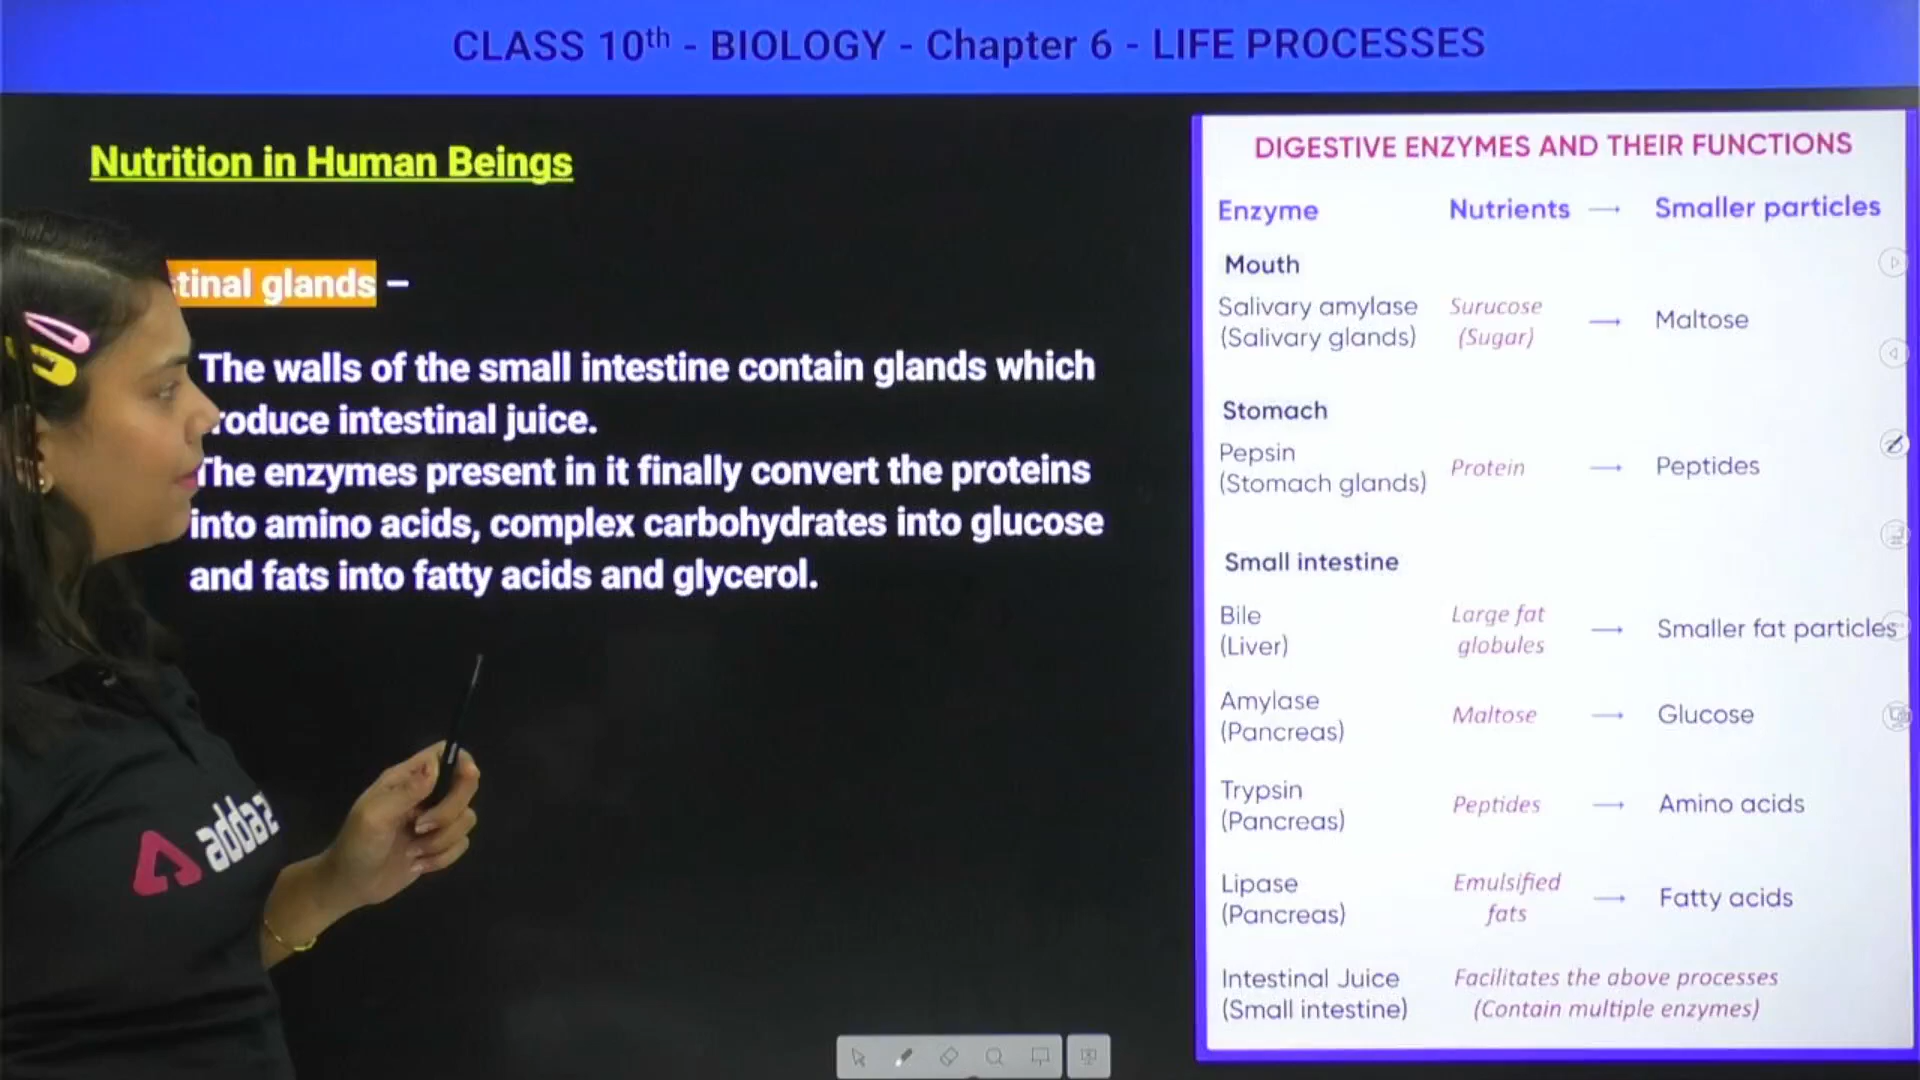 CLASS 10th - BIOLOGY - Chapter 6 - LIFE PROCESSES
Nutrition in Human Beings
tinal glands –
The walls of the small intestine contain glands which
roduce intestinal juice.
The enzymes present in it finally convert the proteins
into amino acids, complex carbohydrates into glucose
and fats into fatty acids and glycerol.
adda2
DIGESTIVE ENZYMES AND THEIR FUNCTIONS
Enzyme Nutrients → Smaller particles
Mouth
Salivary amylase Surucose → Maltose
(Salivary glands) (Sugar)
Stomach
Pepsin Protein → Peptides
(Stomach glands)
Small intestine
Bile Large fat → Smaller fat particles
(Liver) globules
Amylase Maltose → Glucose
(Pancreas)
Trypsin Peptides → Amino acids
(Pancreas)
Lipase Emulsified → Fatty acids
(Pancreas) fats
Intestinal Juice Facilitates the above processes
(Small intestine) (Contain multiple enzymes)